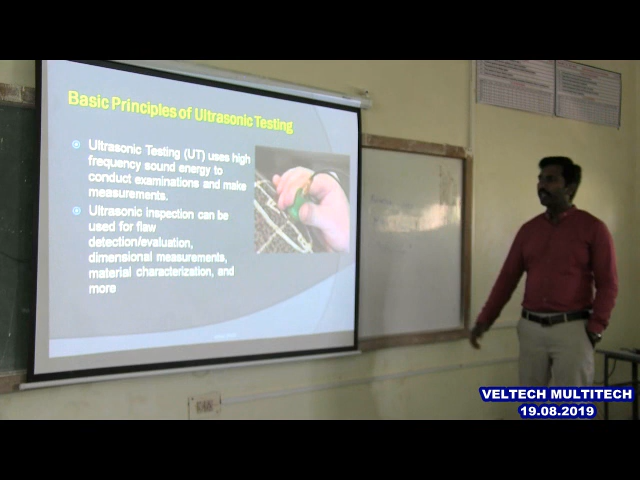 Basic Principles of Ultrasonic Testing
Ultrasonic Testing (UT) uses high
frequency sound energy to
conduct examinations and make
measurements.
Ultrasonic inspection can be
used for flaw
detection/evaluation,
dimensional measurements,
material characterization, and
more
VELTECH MULTITECH
19.08.2019